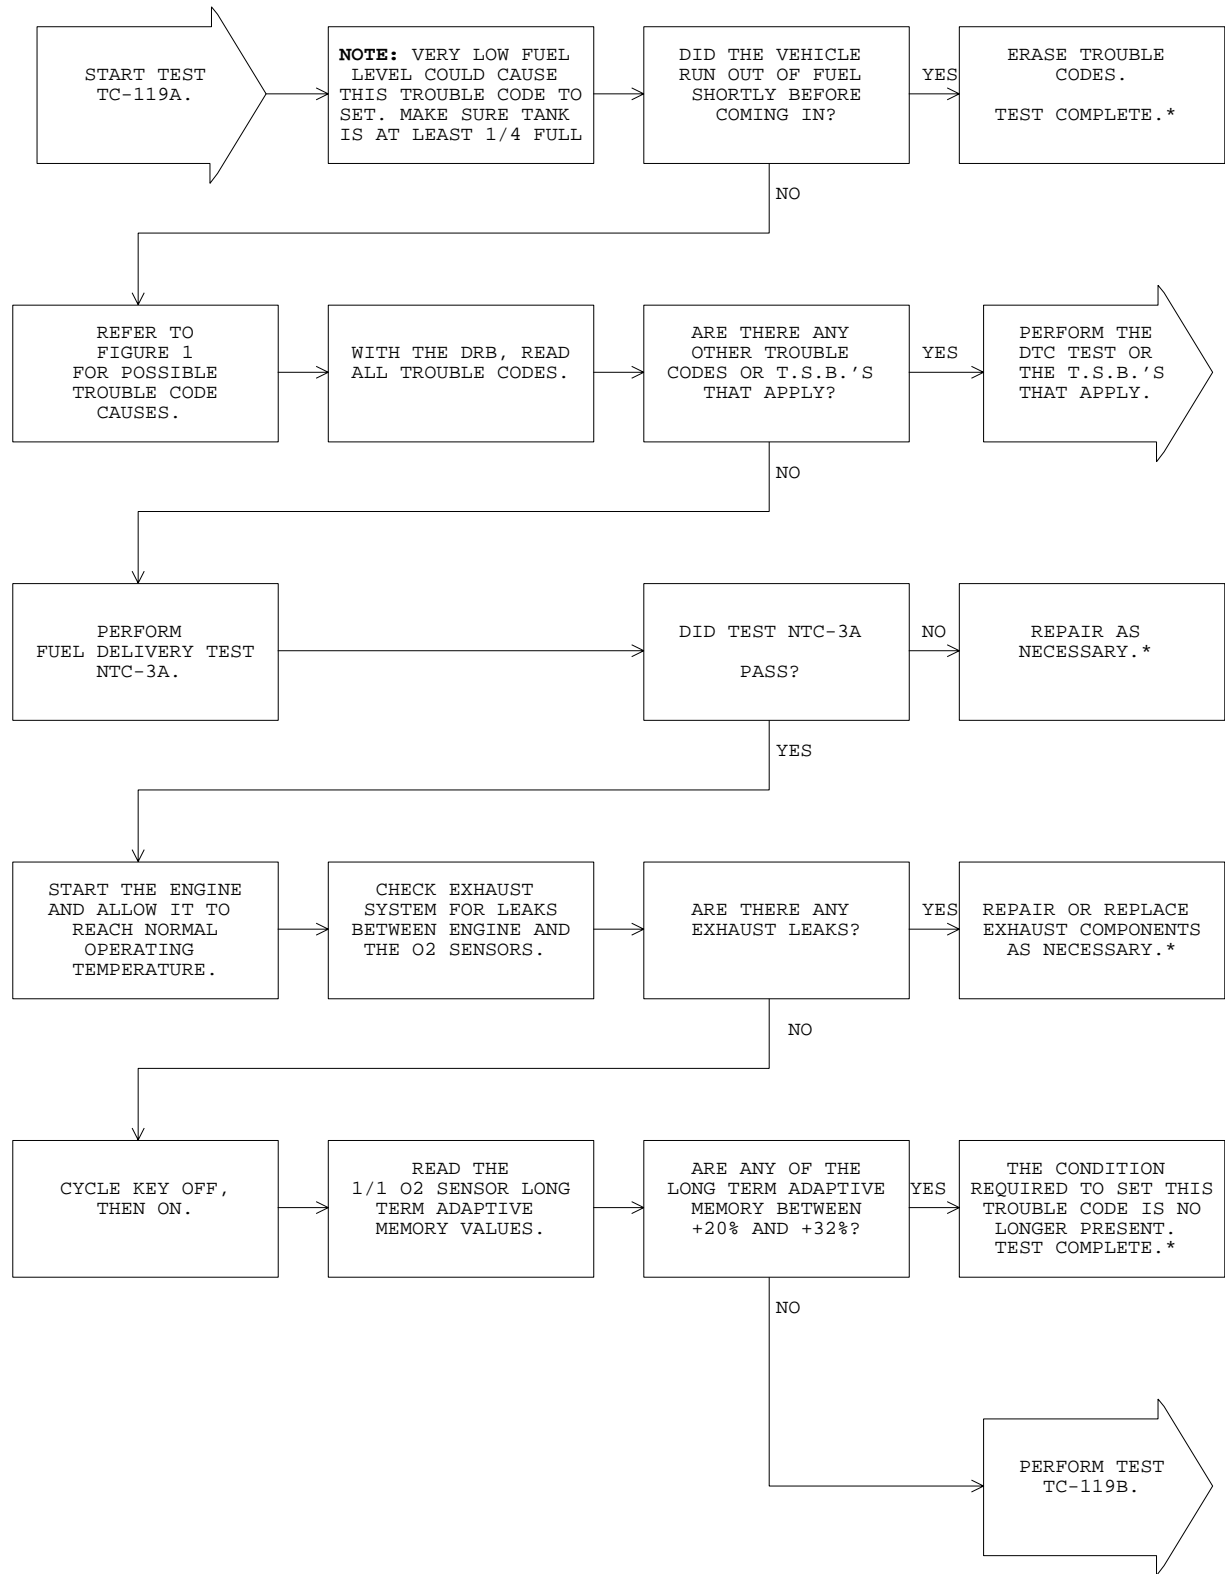 START TEST
TC-119A.
NOTE: VERY LOW FUEL
LEVEL COULD CAUSE
THIS TROUBLE CODE TO
SET. MAKE SURE TANK
IS AT LEAST 1/4 FULL
DID THE VEHICLE
RUN OUT OF FUEL
SHORTLY BEFORE
COMING IN?
YES
ERASE TROUBLE
CODES.
TEST COMPLETE.*
NO
REFER TO
FIGURE 1
FOR POSSIBLE
TROUBLE CODE
CAUSES.
WITH THE DRB, READ
ALL TROUBLE CODES.
ARE THERE ANY
OTHER TROUBLE
CODES OR T.S.B.'S
THAT APPLY?
YES
PERFORM THE
DTC TEST OR
THE T.S.B.'S
THAT APPLY.
NO
PERFORM
FUEL DELIVERY TEST
NTC-3A.
DID TEST NTC-3A
PASS?
NO
REPAIR AS
NECESSARY.*
YES
START THE ENGINE
AND ALLOW IT TO
REACH NORMAL
OPERATING
TEMPERATURE.
CHECK EXHAUST
SYSTEM FOR LEAKS
BETWEEN ENGINE AND
THE O2 SENSORS.
ARE THERE ANY
EXHAUST LEAKS?
YES
REPAIR OR REPLACE
EXHAUST COMPONENTS
AS NECESSARY.*
NO
CYCLE KEY OFF,
THEN ON.
READ THE
1/1 O2 SENSOR LONG
TERM ADAPTIVE
MEMORY VALUES.
ARE ANY OF THE
LONG TERM ADAPTIVE
MEMORY BETWEEN
+20% AND +32%?
YES
THE CONDITION
REQUIRED TO SET THIS
TROUBLE CODE IS NO
LONGER PRESENT.
TEST COMPLETE.*
NO
PERFORM TEST
TC-119B.